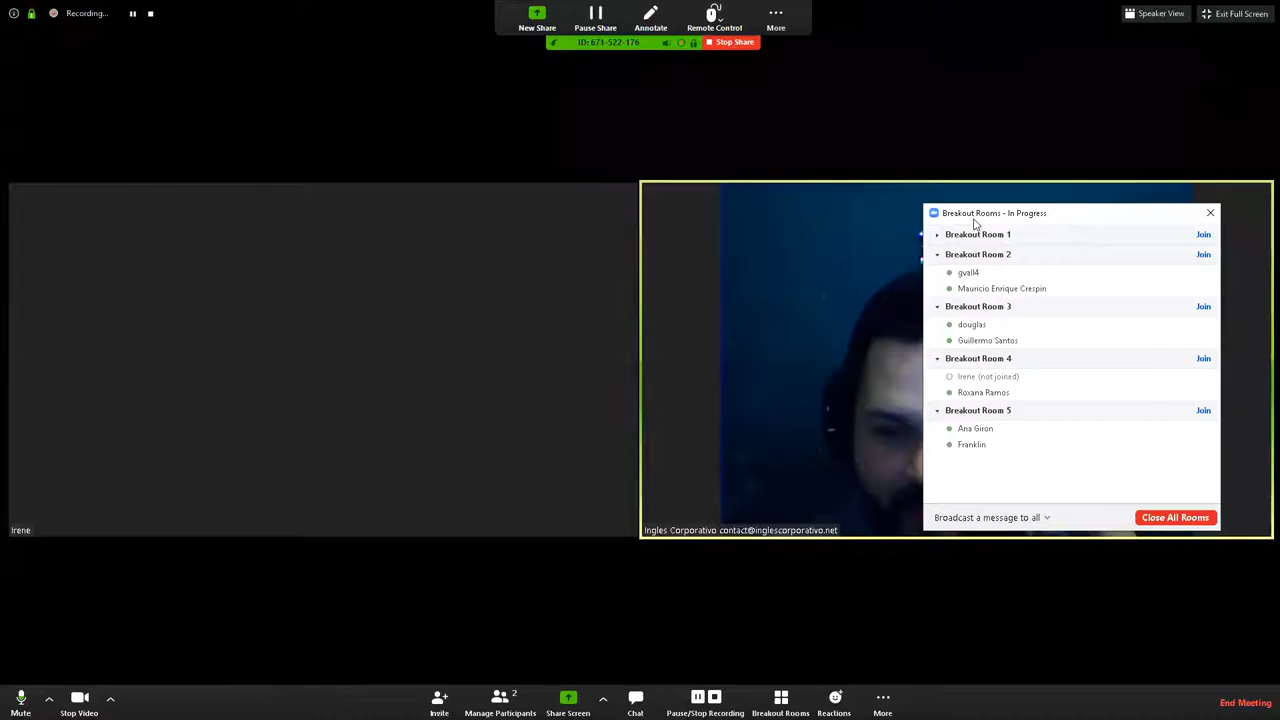 Recording...
New Share
Pause Share
Annotate
Remote Control
More
Speaker View
Exit Full Screen
ID: 671-522-176
Stop Share
Breakout Rooms - In Progress
Breakout Room 1
Join
Breakout Room 2
Join
gvall4
Mauricio Enrique Crespin
Breakout Room 3
Join
douglas
Guillermo Santos
Breakout Room 4
Join
Irene (not joined)
Roxana Ramos
Breakout Room 5
Join
Ana Giron
Franklin
Broadcast a message to all
Close All Rooms
Irene
Ingles Corporativo contact@inglescorporativo.net
Mute
Stop Video
Invite
2
Manage Participants
Share Screen
Chat
Pause/Stop Recording
Breakout Rooms
Reactions
More
End Meeting